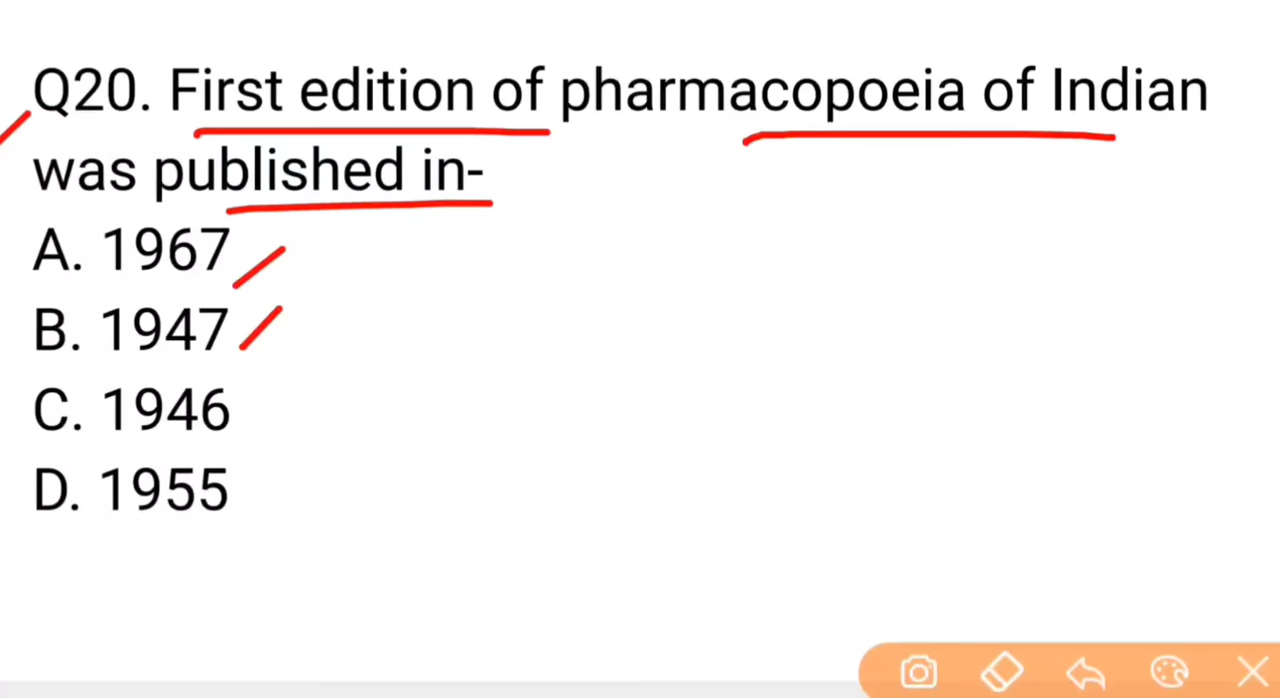 Q20. First edition of pharmacopoeia of Indian
was published in-
A. 1967
B. 1947
C. 1946
D. 1955